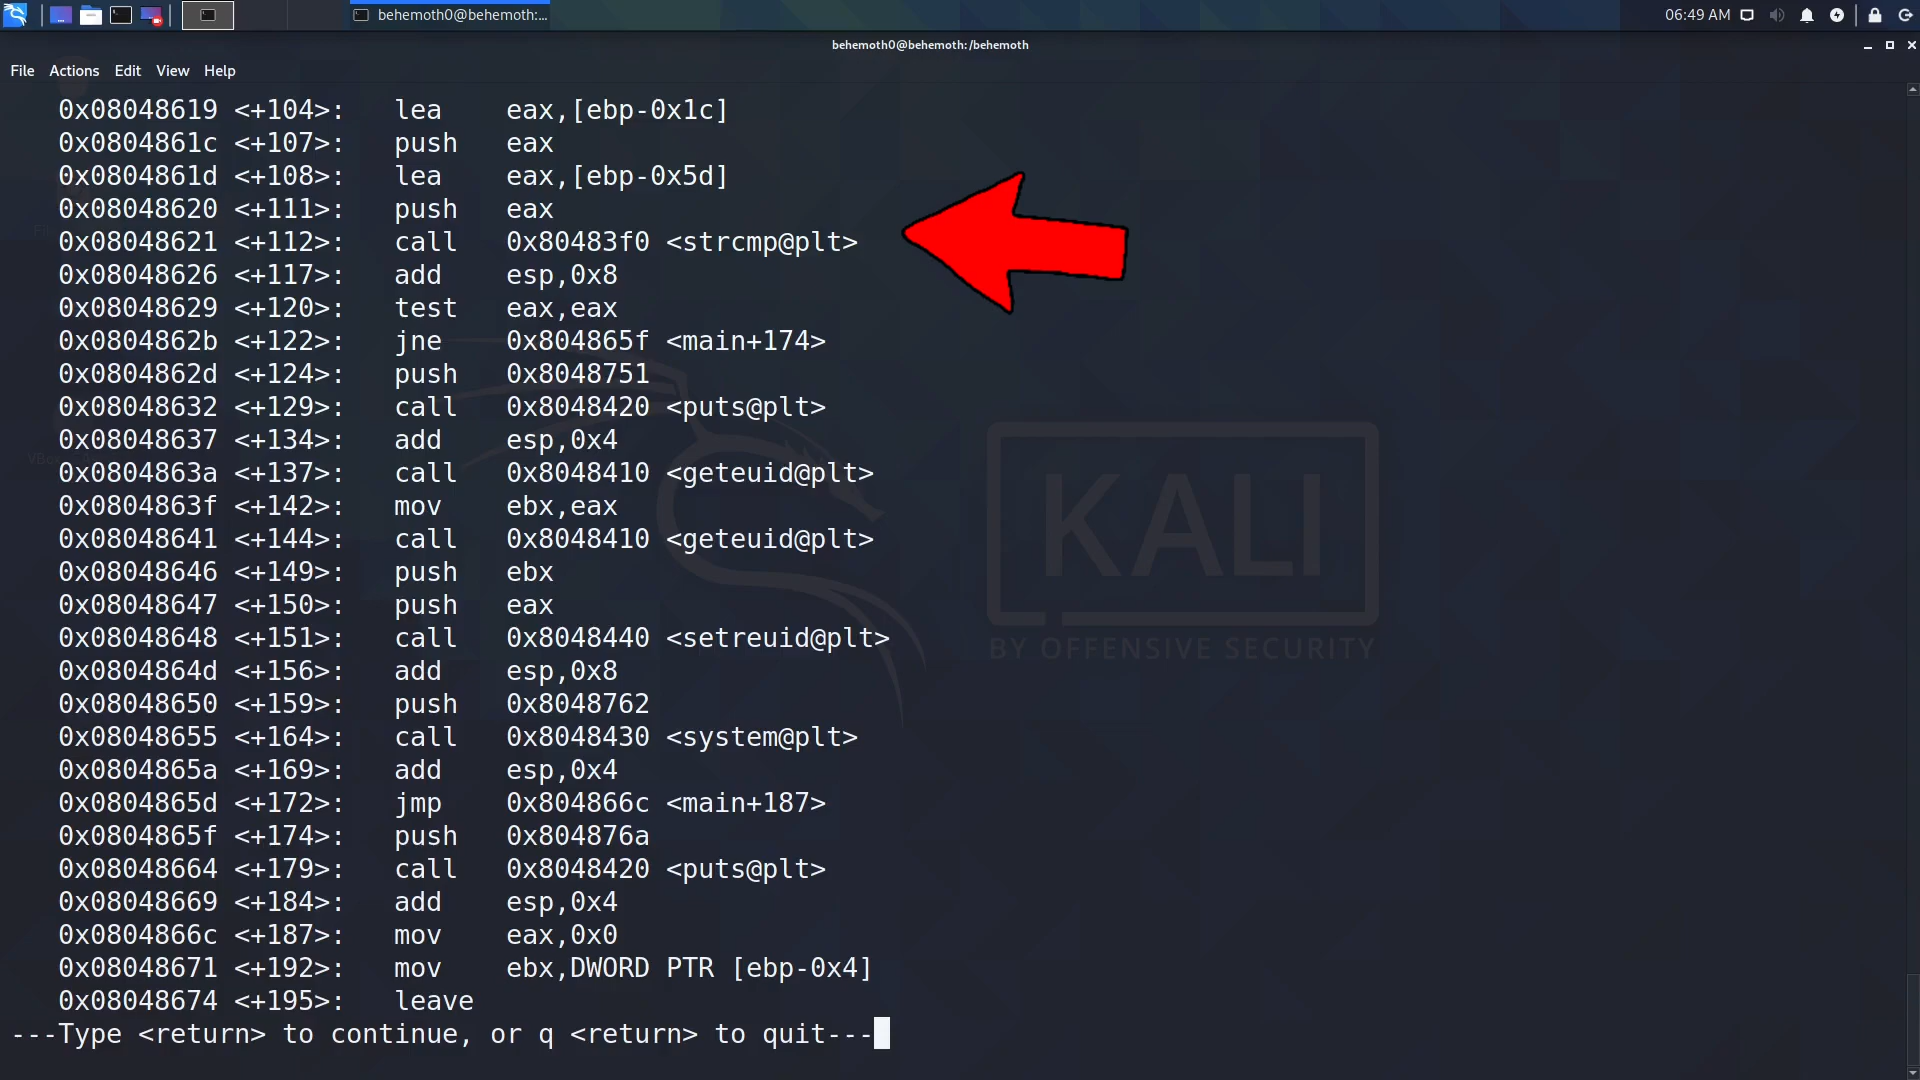 behemoth0@behemoth:...
06:49 AM
behemoth0@behemoth: /behemoth
File Actions Edit View Help
0x08048619 <+104>: lea eax,[ebp-0x1c]
0x0804861c <+107>: push eax
0x0804861d <+108>: lea eax,[ebp-0x5d]
0x08048620 <+111>: push eax
0x08048621 <+112>: call 0x80483f0 <strcmp@plt>
0x08048626 <+117>: add esp,0x8
0x08048629 <+120>: test eax,eax
0x0804862b <+122>: jne 0x804865f <main+174>
0x0804862d <+124>: push 0x8048751
0x08048632 <+129>: call 0x8048420 <puts@plt>
0x08048637 <+134>: add esp,0x4
0x0804863a <+137>: call 0x8048410 <geteuid@plt>
0x0804863f <+142>: mov ebx,eax
0x08048641 <+144>: call 0x8048410 <geteuid@plt>
0x08048646 <+149>: push ebx
0x08048647 <+150>: push eax
0x08048648 <+151>: call 0x8048440 <setreuid@plt>
0x0804864d <+156>: add esp,0x8
0x08048650 <+159>: push 0x8048762
0x08048655 <+164>: call 0x8048430 <system@plt>
0x0804865a <+169>: add esp,0x4
0x0804865d <+172>: jmp 0x804866c <main+187>
0x0804865f <+174>: push 0x804876a
0x08048664 <+179>: call 0x8048420 <puts@plt>
0x08048669 <+184>: add esp,0x4
0x0804866c <+187>: mov eax,0x0
0x08048671 <+192>: mov ebx,DWORD PTR [ebp-0x4]
0x08048674 <+195>: leave
---Type <return> to continue, or q <return> to quit---
KALI
BY OFFENSIVE SECURITY